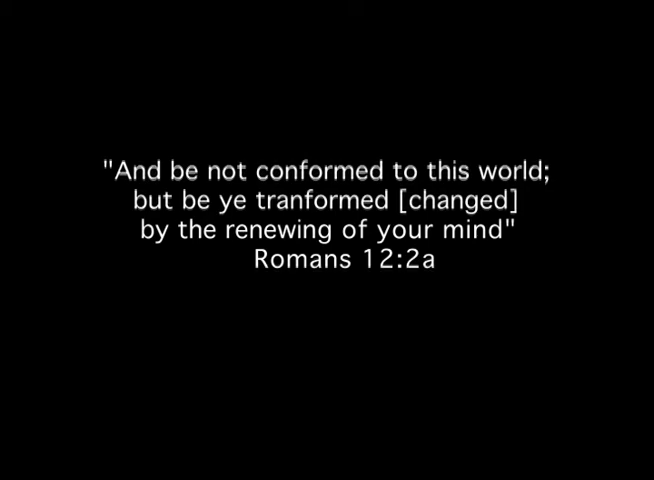 "And be not conformed to this world;
but be ye tranformed [changed]
by the renewing of your mind"
Romans 12:2a